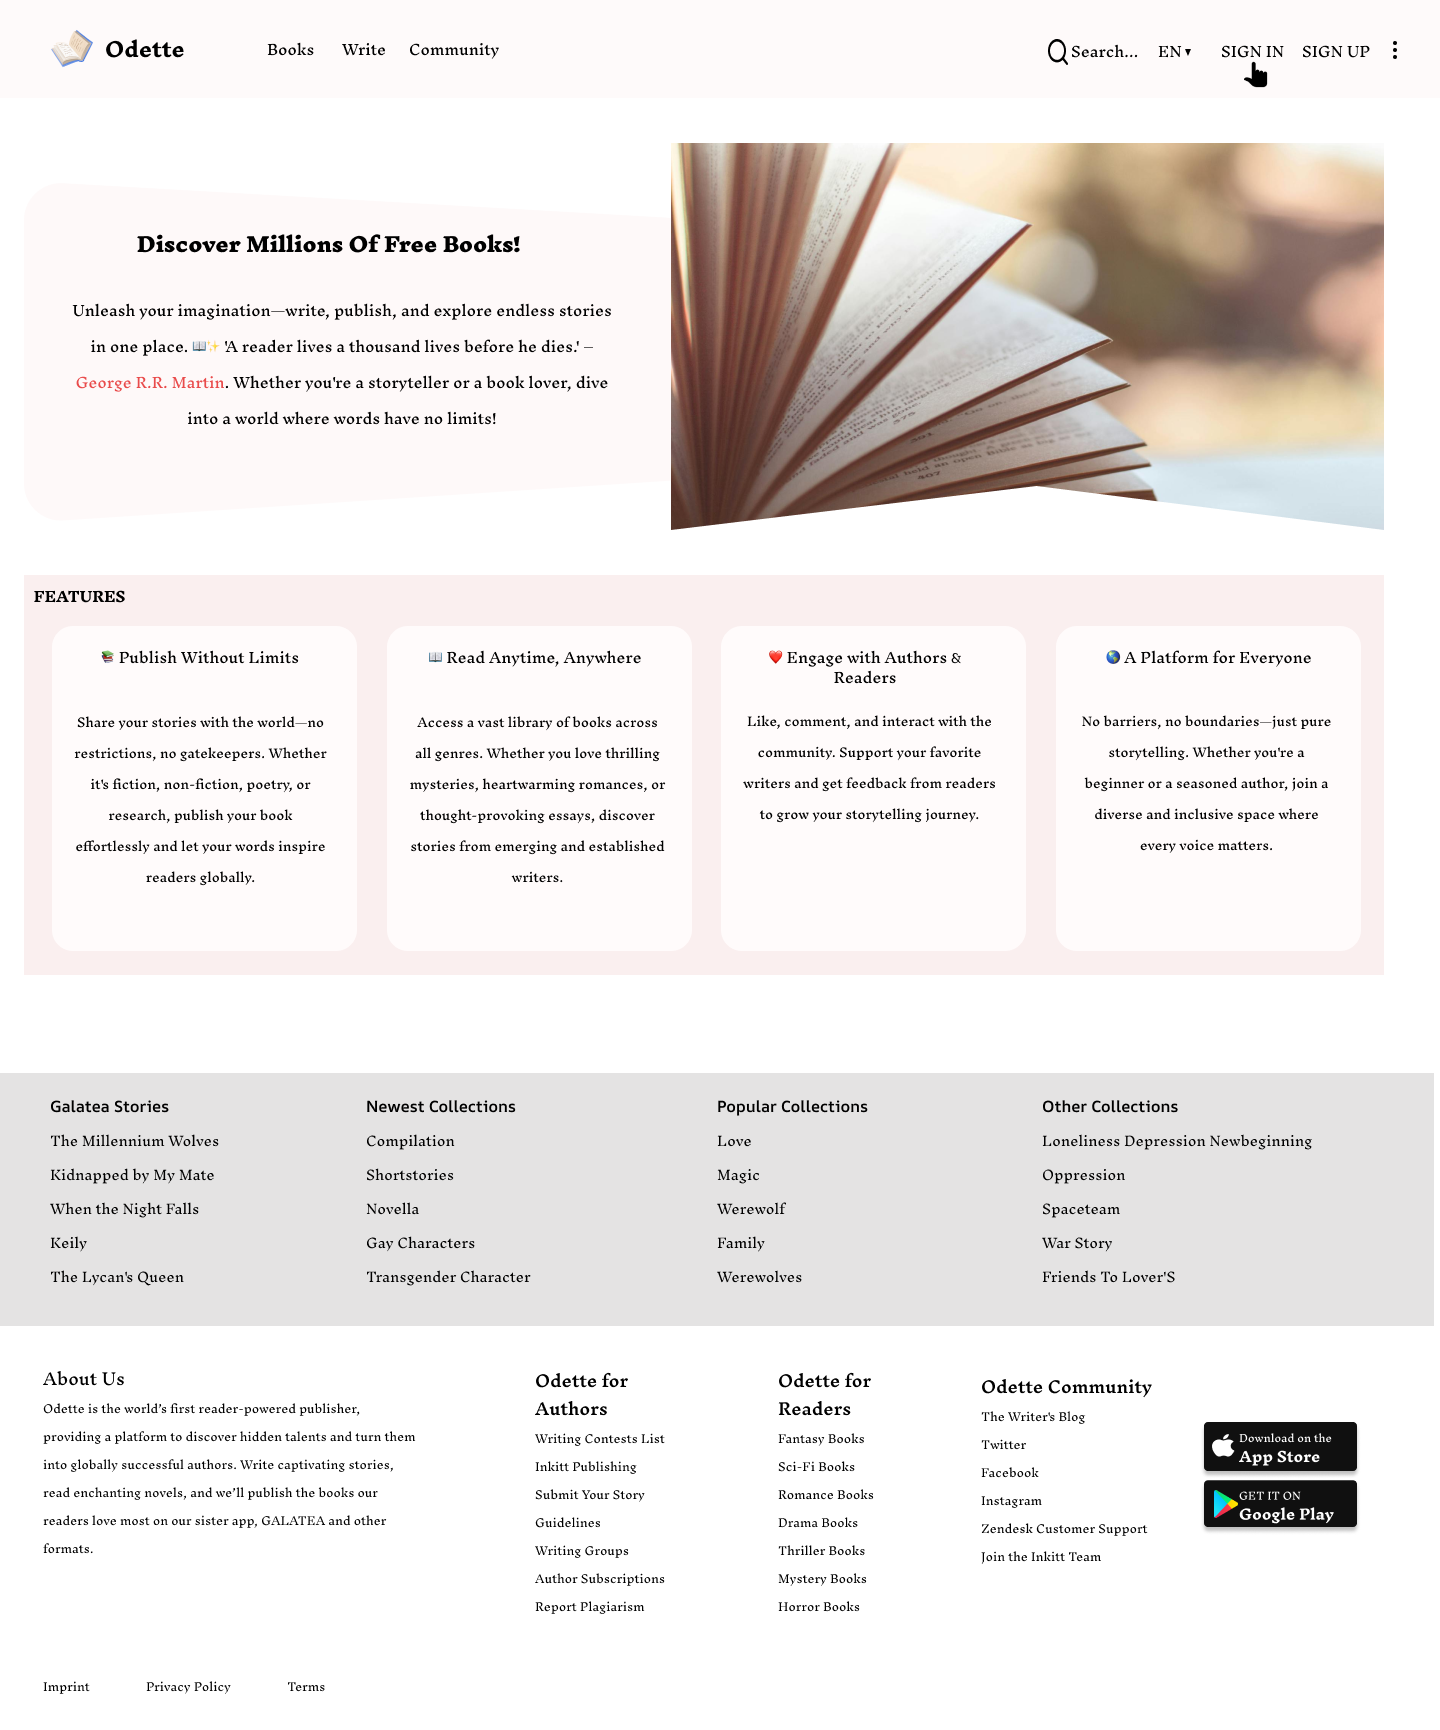 Odette
Books Write Community
Search... EN ▾ SIGN IN SIGN UP
Discover Millions Of Free Books!
Unleash your imagination—write, publish, and explore endless stories
in one place. 📖✨ 'A reader lives a thousand lives before he dies.' –
George R.R. Martin. Whether you're a storyteller or a book lover, dive
into a world where words have no limits!
FEATURES
📚 Publish Without Limits
Share your stories with the world—no
restrictions, no gatekeepers. Whether
it's fiction, non-fiction, poetry, or
research, publish your book
effortlessly and let your words inspire
readers globally.
📖 Read Anytime, Anywhere
Access a vast library of books across
all genres. Whether you love thrilling
mysteries, heartwarming romances, or
thought-provoking essays, discover
stories from emerging and established
writers.
❤️ Engage with Authors &
Readers
Like, comment, and interact with the
community. Support your favorite
writers and get feedback from readers
to grow your storytelling journey.
🌎 A Platform for Everyone
No barriers, no boundaries—just pure
storytelling. Whether you're a
beginner or a seasoned author, join a
diverse and inclusive space where
every voice matters.
Galatea Stories
The Millennium Wolves
Kidnapped by My Mate
When the Night Falls
Keily
The Lycan's Queen
Newest Collections
Compilation
Shortstories
Novella
Gay Characters
Transgender Character
Popular Collections
Love
Magic
Werewolf
Family
Werewolves
Other Collections
Loneliness Depression Newbeginning
Oppression
Spaceteam
War Story
Friends To Lover'S
About Us
Odette is the world’s first reader-powered publisher,
providing a platform to discover hidden talents and turn them
into globally successful authors. Write captivating stories,
read enchanting novels, and we’ll publish the books our
readers love most on our sister app, GALATEA and other
formats.
Odette for
Authors
Writing Contests List
Inkitt Publishing
Submit Your Story
Guidelines
Writing Groups
Author Subscriptions
Report Plagiarism
Odette for
Readers
Fantasy Books
Sci-Fi Books
Romance Books
Drama Books
Thriller Books
Mystery Books
Horror Books
Odette Community
The Writer's Blog
Twitter
Facebook
Instagram
Zendesk Customer Support
Join the Inkitt Team
Download on the
App Store
GET IT ON
Google Play
Imprint Privacy Policy Terms